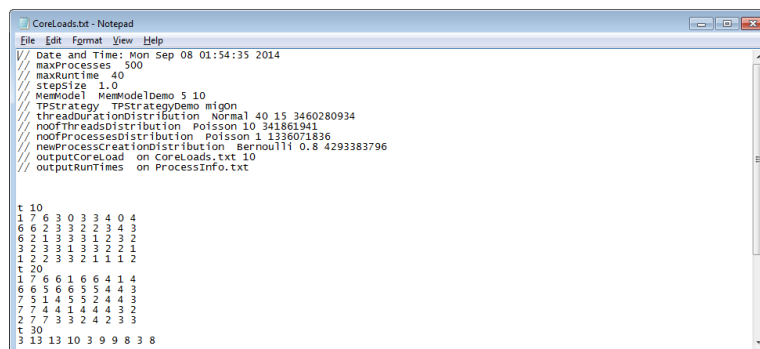 CoreLoads.txt - Notepad
File Edit Format View Help
// Date and Time: Mon Sep 08 01:54:35 2014
// maxProcesses 500
// maxRuntime 40
// stepSize 1.0
// MemModel MemModelDemo 5 10
// TPStrategy TPStrategyDemo migOn
// threadDurationDistribution Normal 40 15 3460280934
// noOfThreadsDistribution Poisson 10 341861941
// noOfProcessesDistribution Poisson 1 1336071836
// newProcessCreationDistribution Bernoulli 0.8 4293383796
// outputCoreLoad on CoreLoads.txt 10
// outputRunTimes on ProcessInfo.txt
t 10
1 7 6 3 0 3 3 4 0 4
6 6 2 3 3 2 2 3 4 3
6 2 1 3 3 3 1 2 3 2
3 2 3 3 1 3 3 2 2 1
1 2 2 3 3 2 1 1 1 2
t 20
1 7 6 6 1 6 6 4 1 4
6 6 5 6 6 5 5 4 4 3
7 5 1 4 5 5 2 4 4 3
7 7 4 4 1 4 4 4 3 2
2 7 7 3 3 2 4 2 3 3
t 30
3 13 13 10 3 9 9 8 3 8